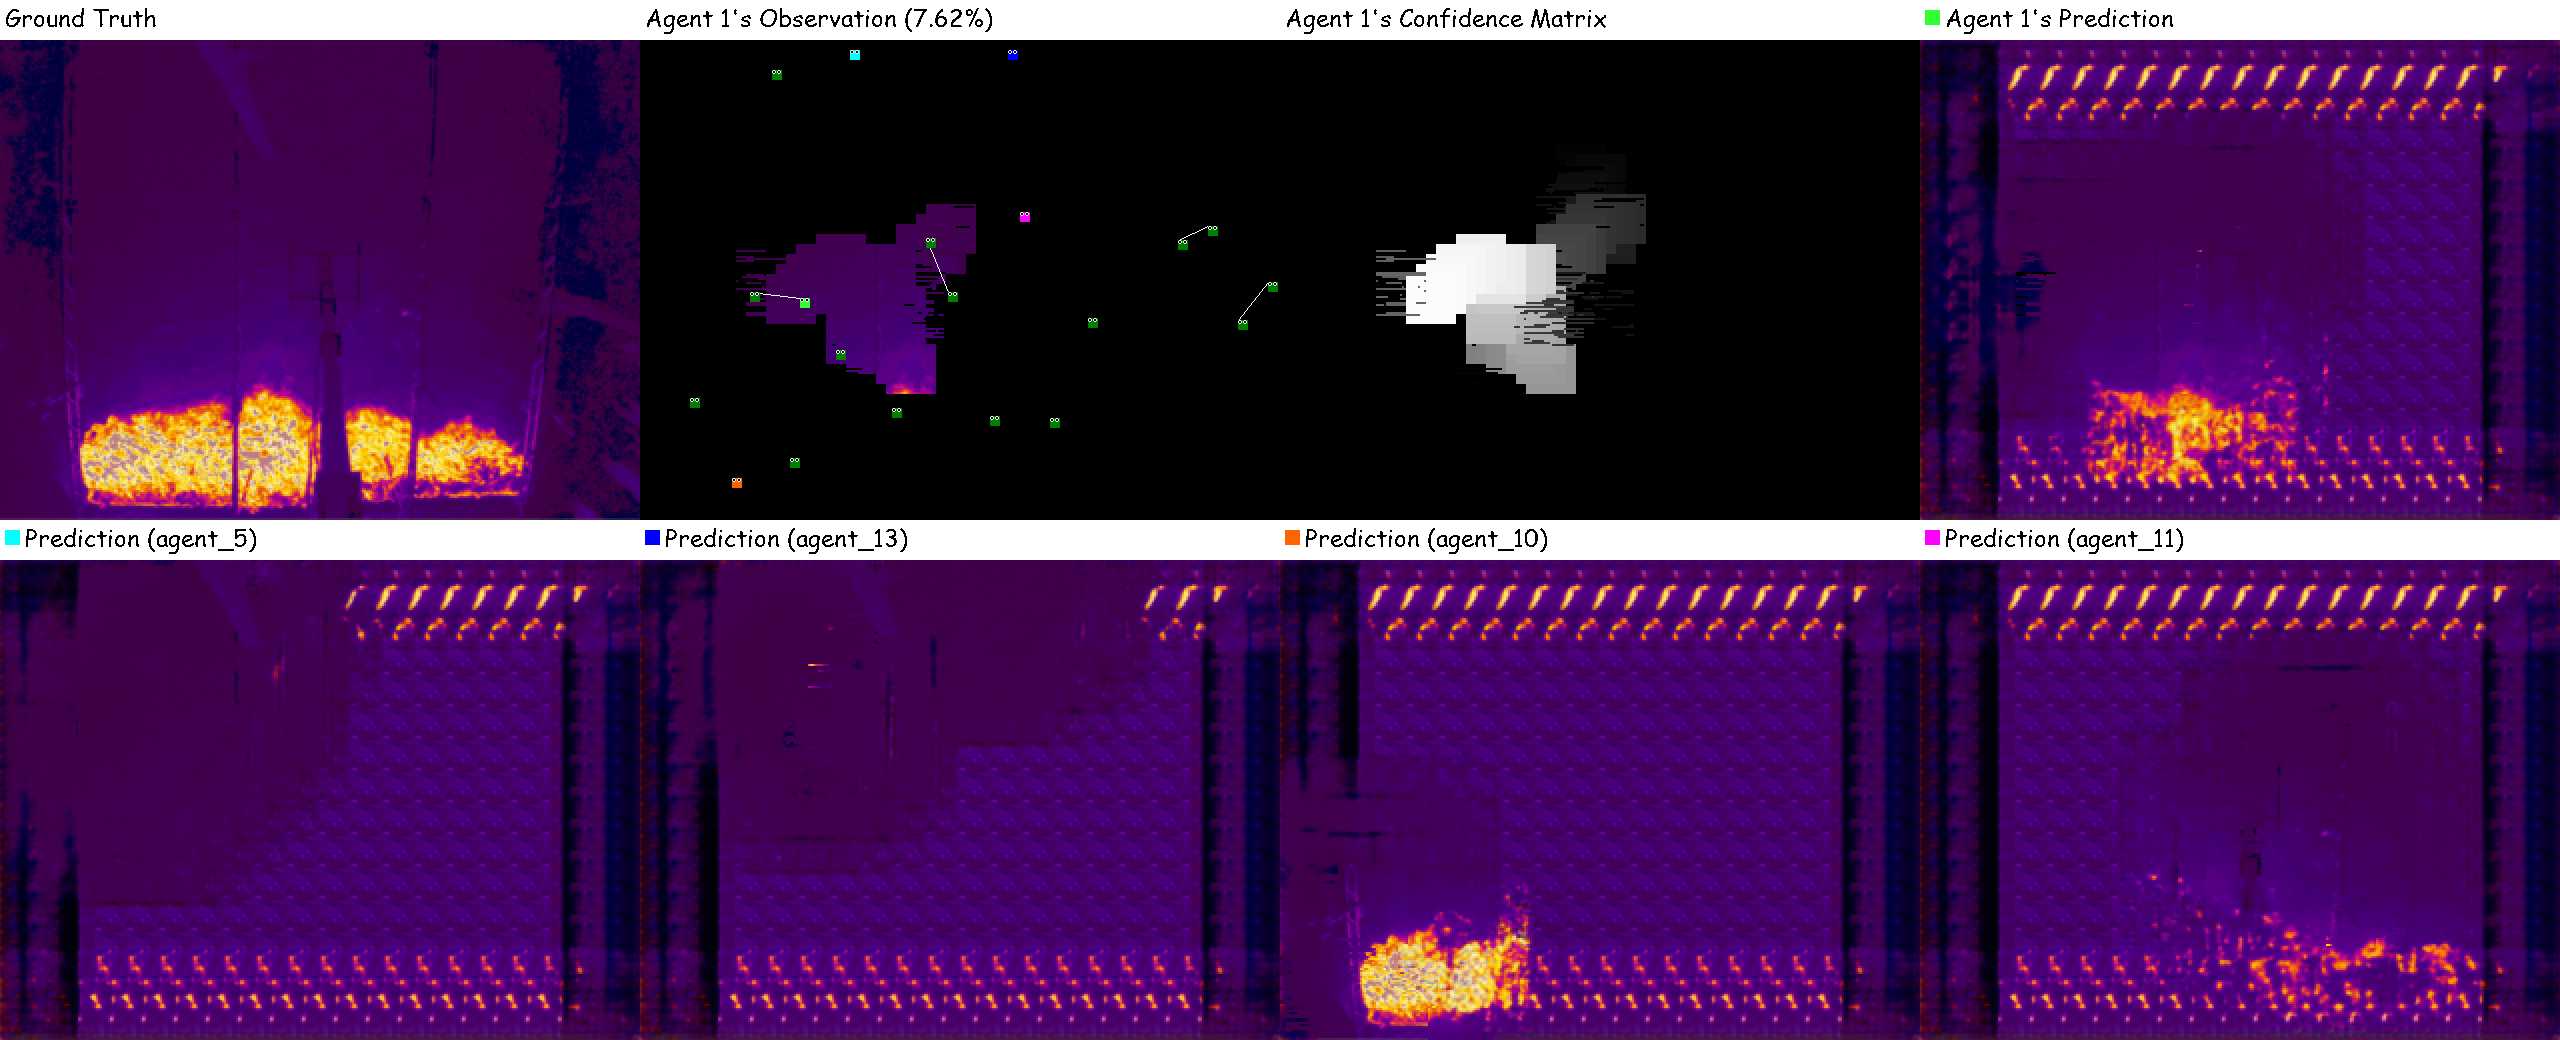 Ground Truth
Agent 1's Observation (7.62%)
Agent 1's Confidence Matrix
Agent 1's Prediction
Prediction (agent_5)
Prediction (agent_13)
Prediction (agent_10)
Prediction (agent_11)